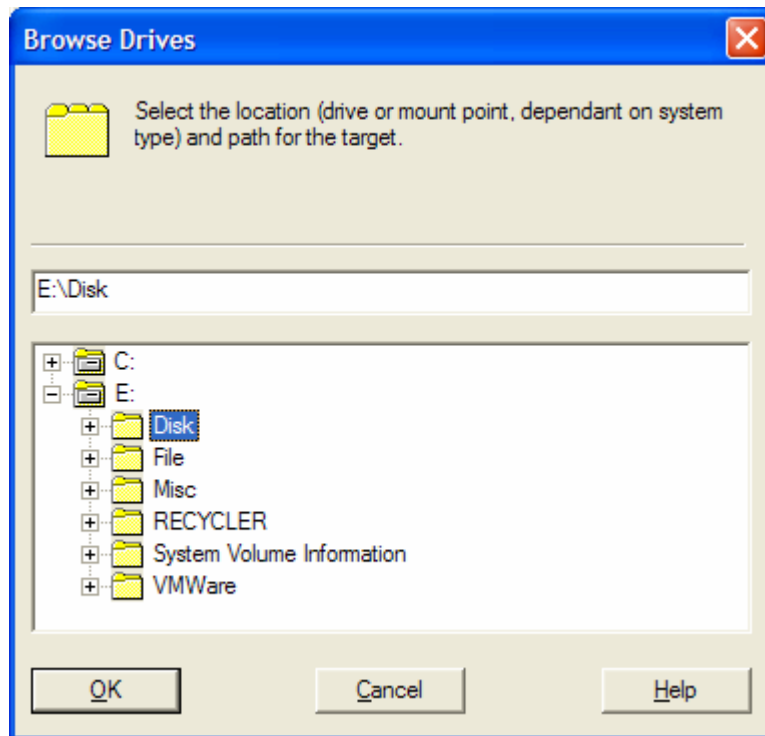 Browse Drives
Select the location (drive or mount point, dependant on system
type) and path for the target.
E:\Disk
C:
E:
Disk
File
Misc
RECYCLER
System Volume Information
VMWare
OK
Cancel
Help